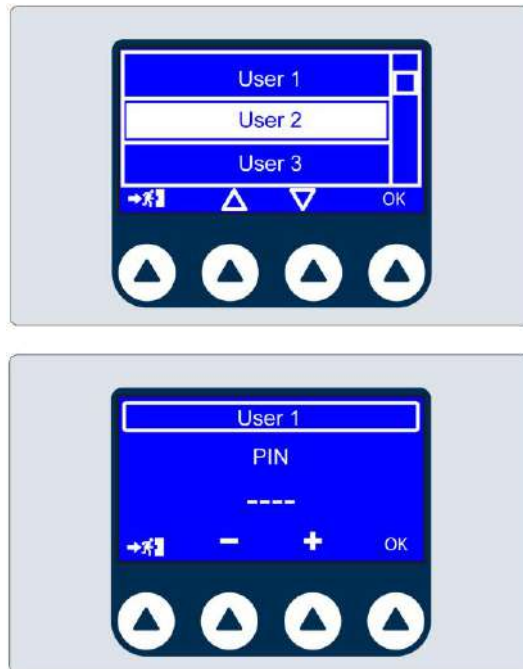 User 1
User 2
User 3
OK
User 1
PIN
----
- + OK